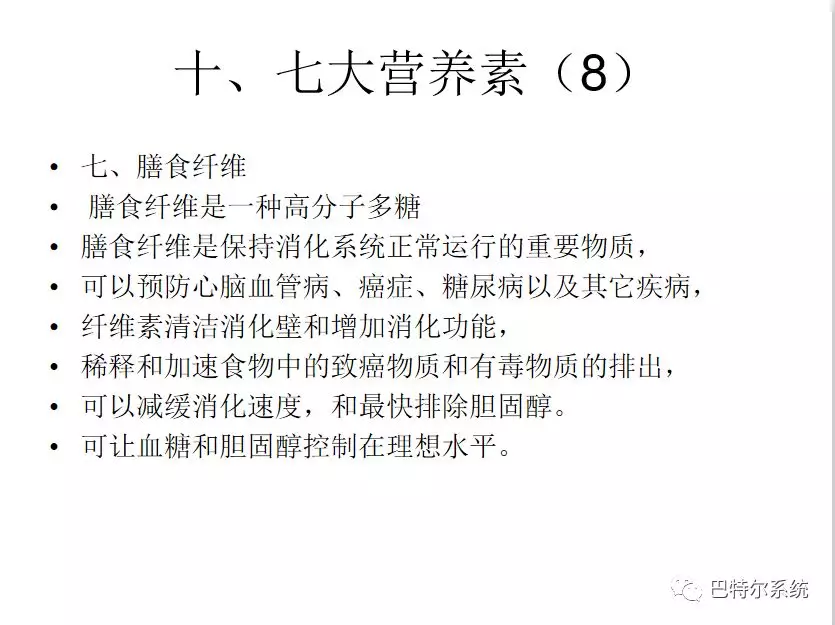 十、七大营养素（8）
• 七、膳食纤维
• 膳食纤维是一种高分子多糖
• 膳食纤维是保持消化系统正常运行的重要物质，
• 可以预防心脑血管病、癌症、糖尿病以及其它疾病，
• 纤维素清洁消化壁和增加消化功能，
• 稀释和加速食物中的致癌物质和有毒物质的排出，
• 可以减缓消化速度，和最快排除胆固醇。
• 可让血糖和胆固醇控制在理想水平。
巴特尔系统